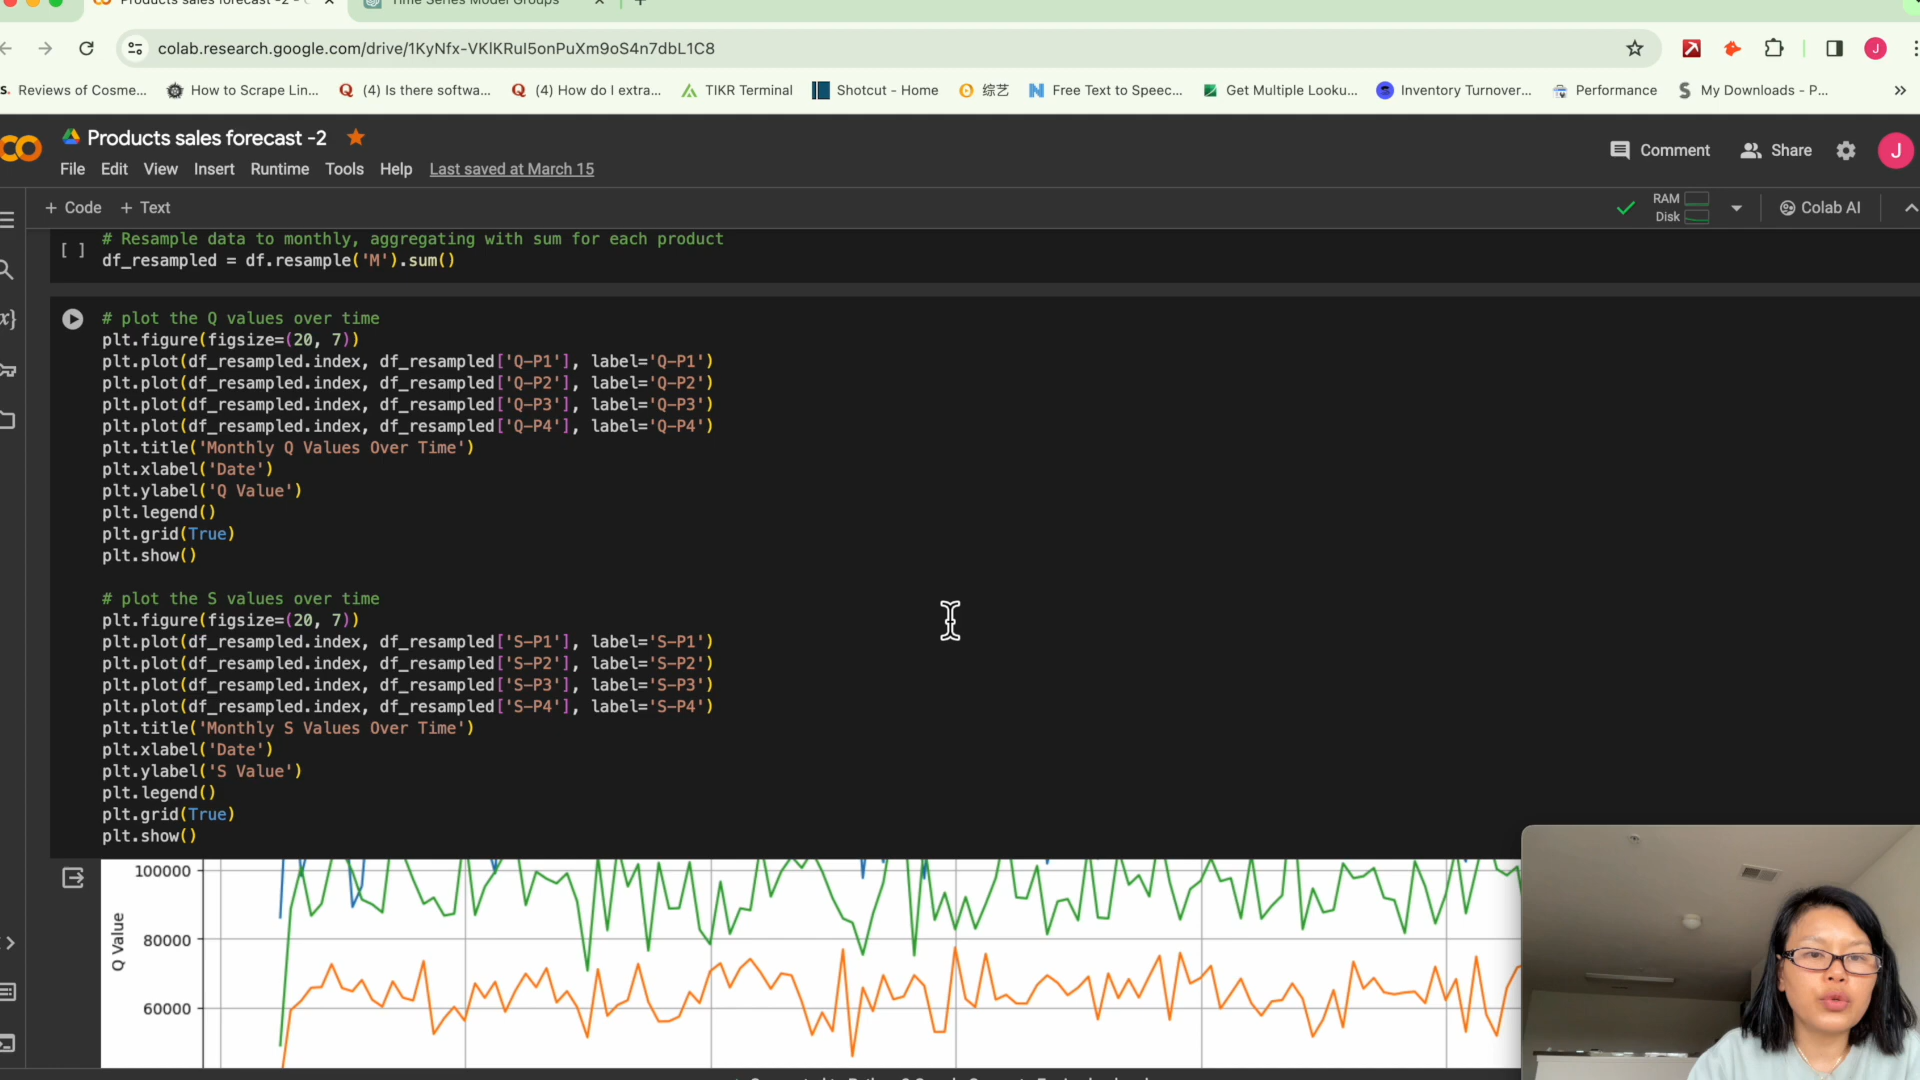 Products sales forecast -2 -
Time Series Model Groups
colab.research.google.com/drive/1KyNfx-VKlKRul5onPuXm9oS4n7dbL1C8
J
s. Reviews of Cosme... How to Scrape Lin... (4) Is there softwa... (4) How do I extra... TIKR Terminal Shotcut - Home 综艺 Free Text to Speec... Get Multiple Looku... Inventory Turnover... Performance My Downloads - P... »
Products sales forecast -2
Comment Share J
File Edit View Insert Runtime Tools Help Last saved at March 15
+ Code + Text
RAM
Disk
Colab AI
[ ]
# Resample data to monthly, aggregating with sum for each product
df_resampled = df.resample('M').sum()
# plot the Q values over time
plt.figure(figsize=(20, 7))
plt.plot(df_resampled.index, df_resampled['Q-P1'], label='Q-P1')
plt.plot(df_resampled.index, df_resampled['Q-P2'], label='Q-P2')
plt.plot(df_resampled.index, df_resampled['Q-P3'], label='Q-P3')
plt.plot(df_resampled.index, df_resampled['Q-P4'], label='Q-P4')
plt.title('Monthly Q Values Over Time')
plt.xlabel('Date')
plt.ylabel('Q Value')
plt.legend()
plt.grid(True)
plt.show()
# plot the S values over time
plt.figure(figsize=(20, 7))
plt.plot(df_resampled.index, df_resampled['S-P1'], label='S-P1')
plt.plot(df_resampled.index, df_resampled['S-P2'], label='S-P2')
plt.plot(df_resampled.index, df_resampled['S-P3'], label='S-P3')
plt.plot(df_resampled.index, df_resampled['S-P4'], label='S-P4')
plt.title('Monthly S Values Over Time')
plt.xlabel('Date')
plt.ylabel('S Value')
plt.legend()
plt.grid(True)
plt.show()
100000
80000
60000
Q Value